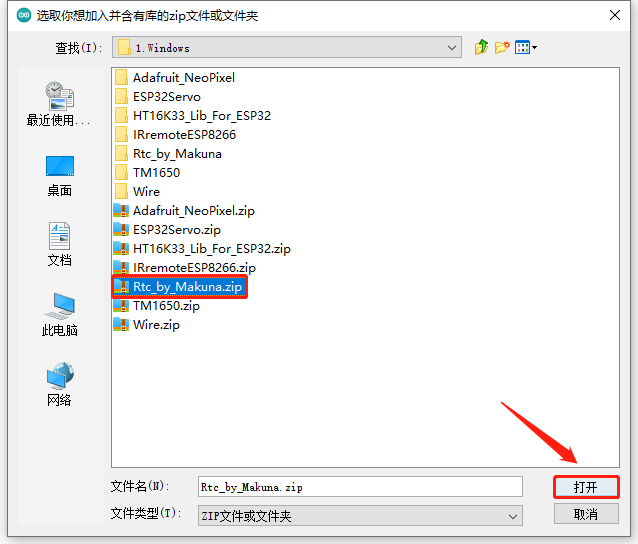 选取你想加入并含有库的zip文件或文件夹
查找(I):
1.Windows
最近使用...
桌面
文档
此电脑
网络
Adafruit_NeoPixel
ESP32Servo
HT16K33_Lib_For_ESP32
IRremoteESP8266
Rtc_by_Makuna
TM1650
Wire
Adafruit_NeoPixel.zip
ESP32Servo.zip
HT16K33_Lib_For_ESP32.zip
IRremoteESP8266.zip
Rtc_by_Makuna.zip
TM1650.zip
Wire.zip
文件名(N):
Rtc_by_Makuna.zip
打开
文件类型(T):
ZIP文件或文件夹
取消